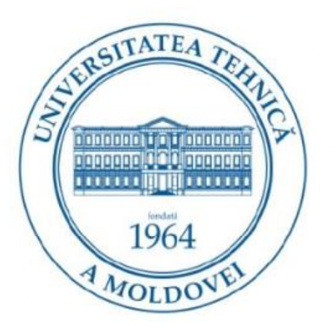 UNIVERSITATEA TEHNICĂ
fondată
1964
A MOLDOVEI